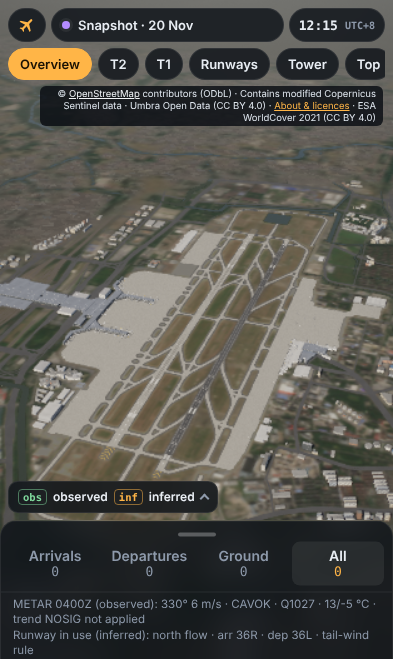 Snapshot · 20 Nov
12:15 UTC+8
Overview
T2
T1
Runways
Tower
Top
© OpenStreetMap contributors (ODbL) · Contains modified Copernicus
Sentinel data · Umbra Open Data (CC BY 4.0) · About & licences · ESA
WorldCover 2021 (CC BY 4.0)
obs observed inf inferred
Arrivals
0
Departures
0
Ground
0
All
0
METAR 0400Z (observed): 330° 6 m/s · CAVOK · Q1027 · 13/-5 °C ·
trend NOSIG not applied
Runway in use (inferred): north flow · arr 36R · dep 36L · tail-wind
rule